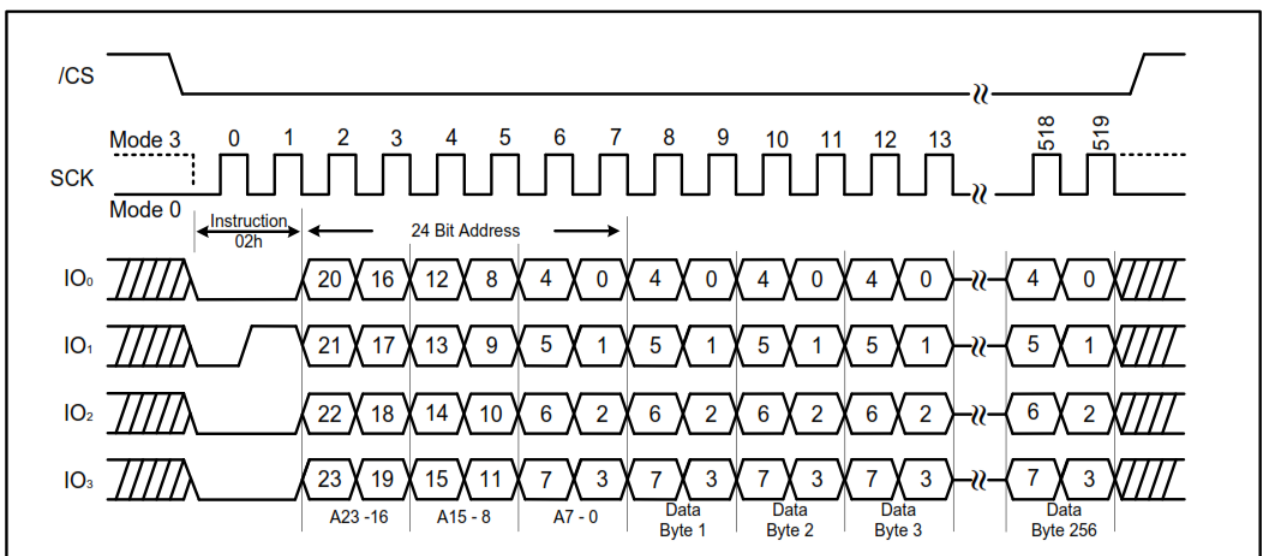 /CS
Mode 3 0 1 2 3 4 5 6 7 8 9 10 11 12 13 518 519
SCK
Mode 0
Instruction
02h
24 Bit Address
IO₀ 20 16 12 8 4 0 4 0 4 0 4 0 4 0
IO₁ 21 17 13 9 5 1 5 1 5 1 5 1 5 1
IO₂ 22 18 14 10 6 2 6 2 6 2 6 2 6 2
IO₃ 23 19 15 11 7 3 7 3 7 3 7 3 7 3
A23 -16 A15 - 8 A7 - 0 Data Data Data Data
Byte 1 Byte 2 Byte 3 Byte 256